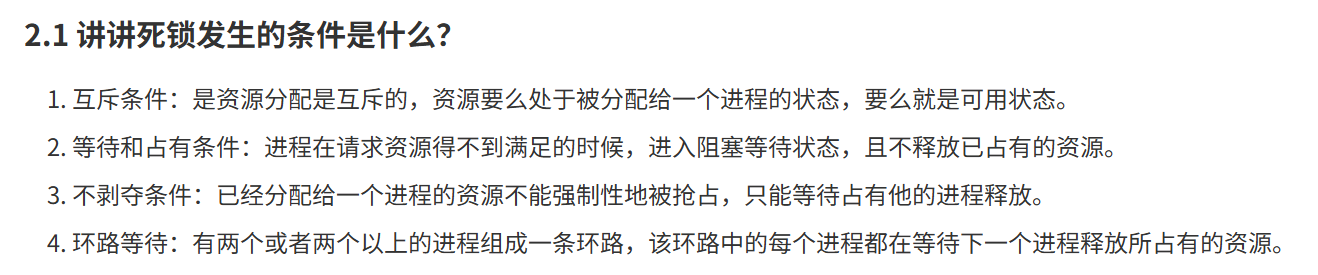 2.1 讲讲死锁发生的条件是什么？
1. 互斥条件：是资源分配是互斥的，资源要么处于被分配给一个进程的状态，要么就是可用状态。
2. 等待和占有条件：进程在请求资源得不到满足的时候，进入阻塞等待状态，且不释放已占有的资源。
3. 不剥夺条件：已经分配给一个进程的资源不能强制性地被抢占，只能等待占有他的进程释放。
4. 环路等待：有两个或者两个以上的进程组成一条环路，该环路中的每个进程都在等待下一个进程释放所占有的资源。